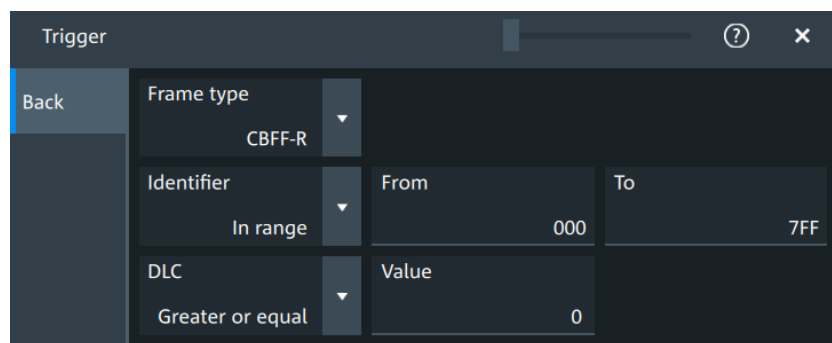 Trigger
Back
Frame type
CBFF-R
Identifier
In range
From
000
To
7FF
DLC
Greater or equal
Value
0